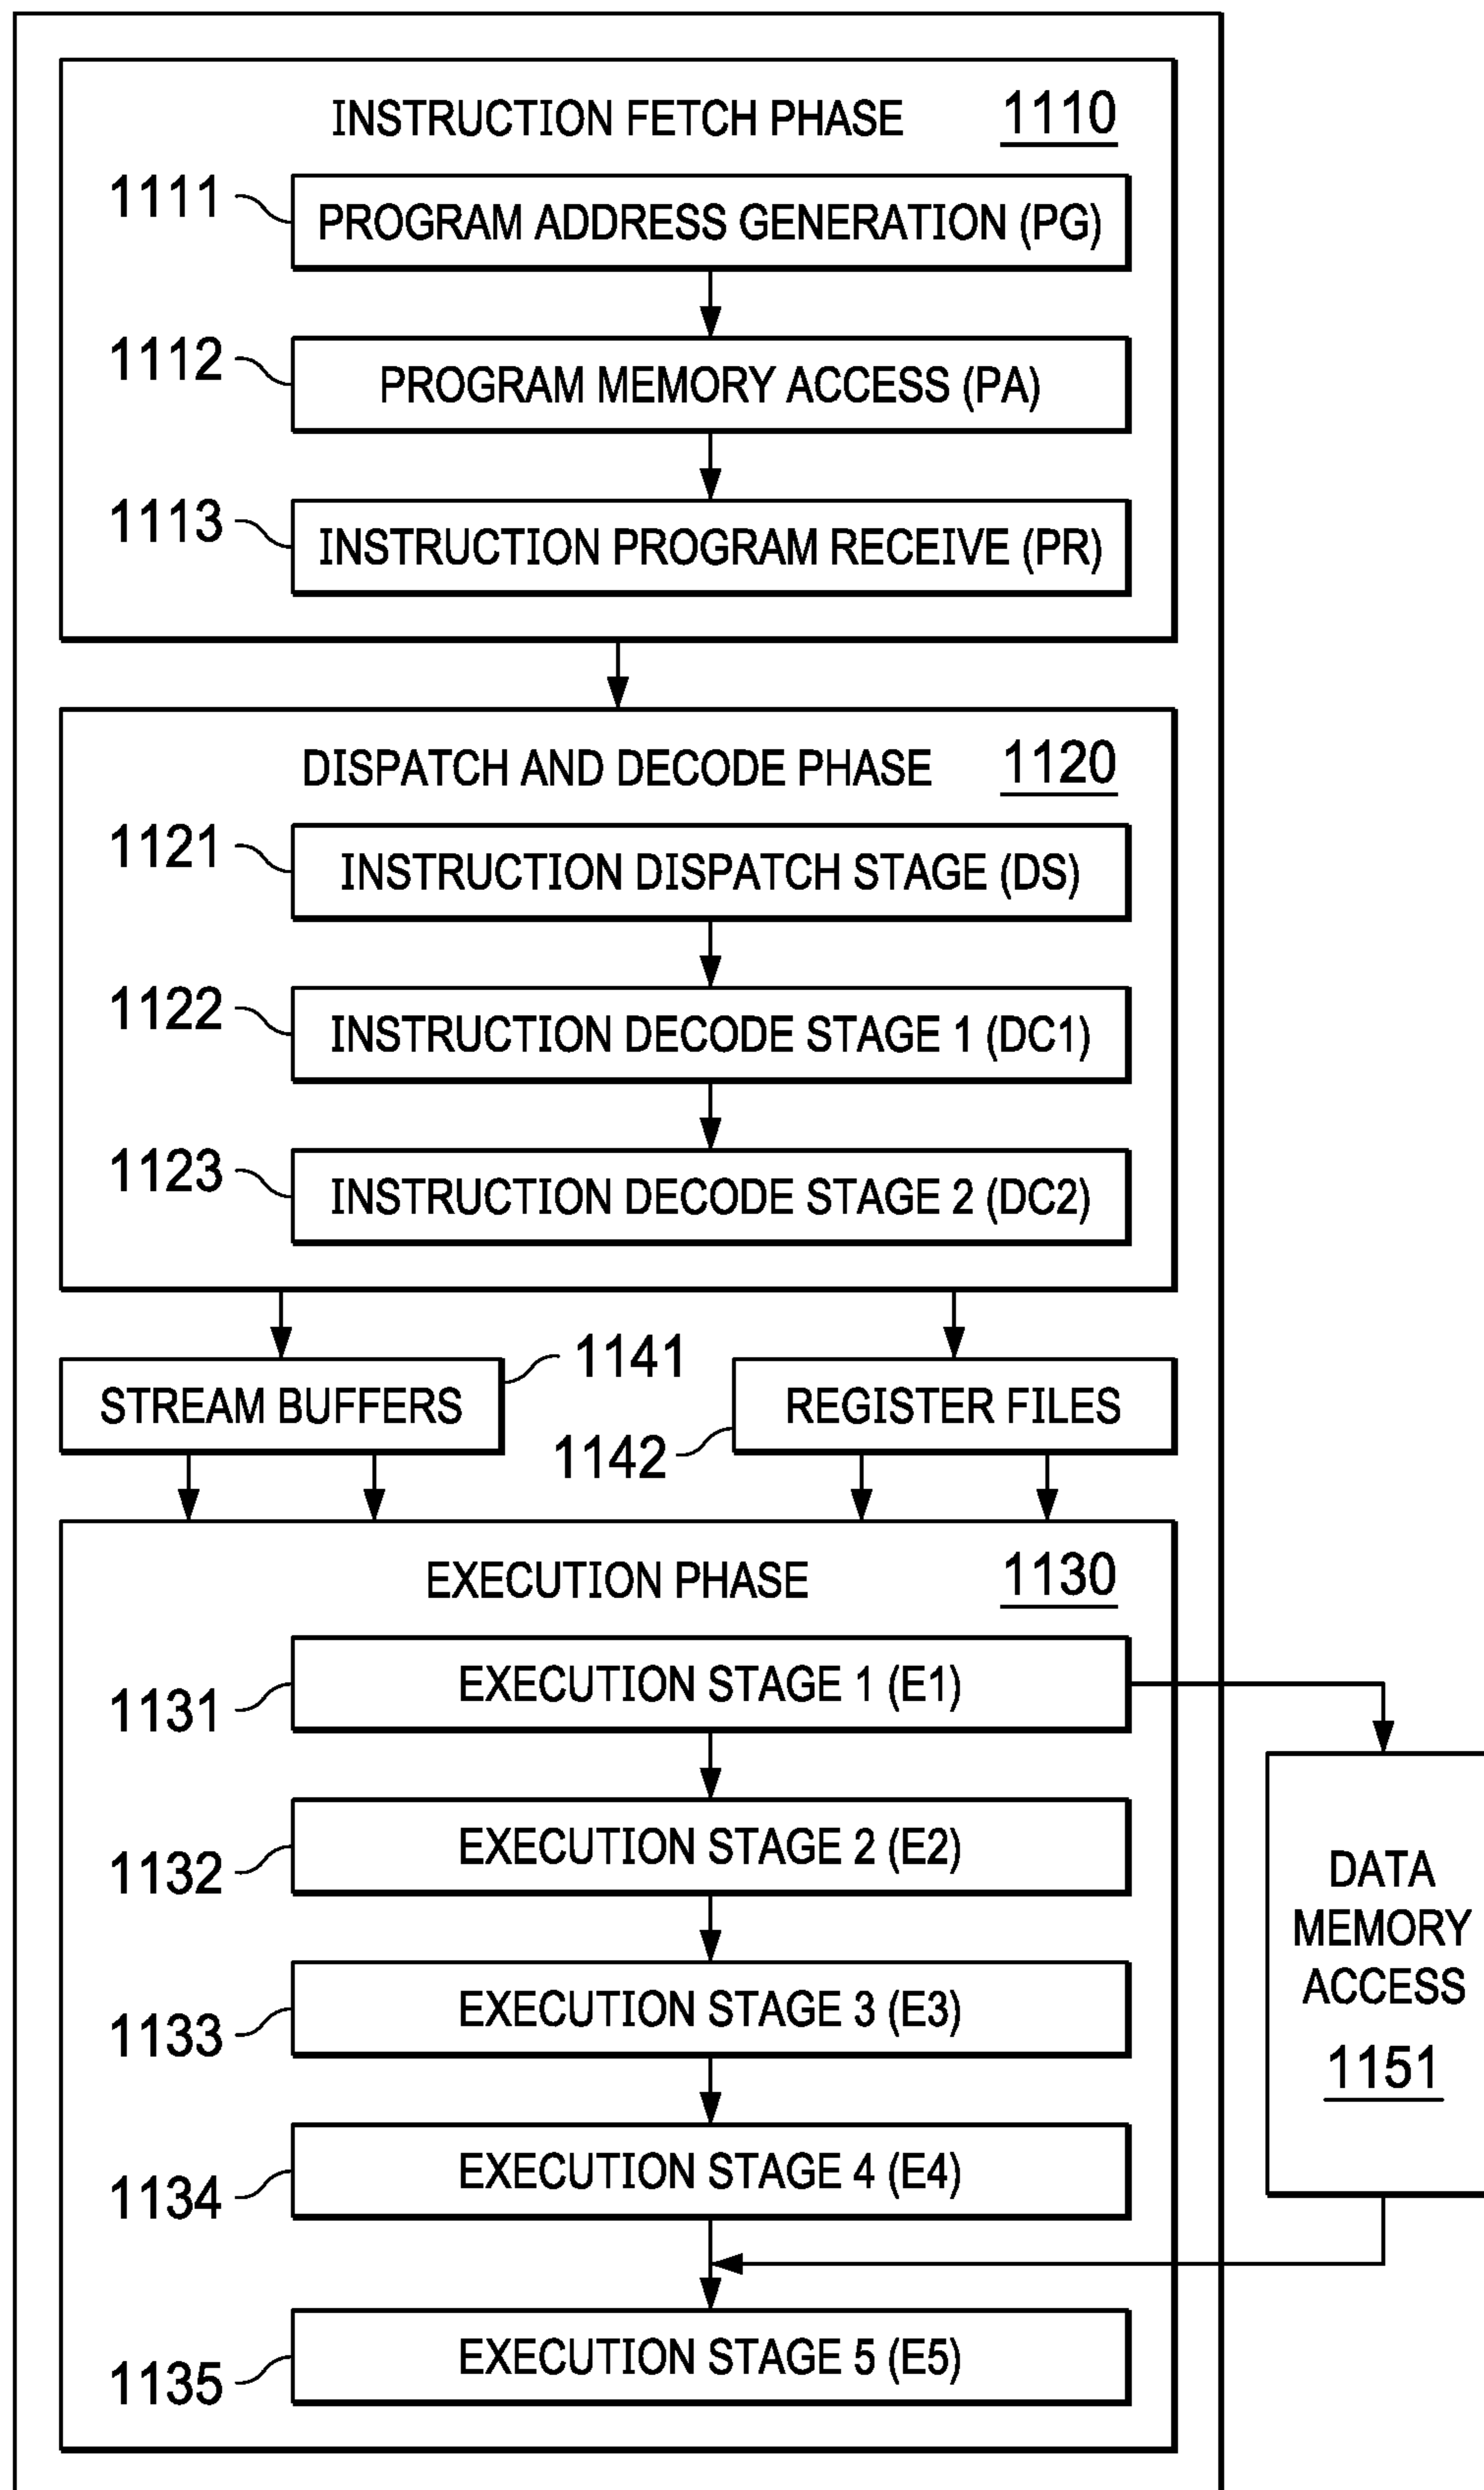 INSTRUCTION FETCH PHASE 1110
1111 PROGRAM ADDRESS GENERATION (PG)
1112 PROGRAM MEMORY ACCESS (PA)
1113 INSTRUCTION PROGRAM RECEIVE (PR)
DISPATCH AND DECODE PHASE 1120
1121 INSTRUCTION DISPATCH STAGE (DS)
1122 INSTRUCTION DECODE STAGE 1 (DC1)
1123 INSTRUCTION DECODE STAGE 2 (DC2)
STREAM BUFFERS 1141
1142 REGISTER FILES
EXECUTION PHASE 1130
1131 EXECUTION STAGE 1 (E1)
1132 EXECUTION STAGE 2 (E2)
1133 EXECUTION STAGE 3 (E3)
1134 EXECUTION STAGE 4 (E4)
1135 EXECUTION STAGE 5 (E5)
DATA
MEMORY
ACCESS
1151